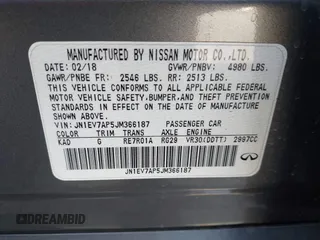 MANUFACTURED BY NISSAN MOTOR CO.,LTD.
DATE: 02/18 GVWR/PNBV: 4980 LBS.
GAWR/PNBE FR: 2546 LBS. RR: 2513 LBS.
THIS VEHICLE CONFORMS TO ALL APPLICABLE FEDERAL
MOTOR VEHICLE SAFETY, BUMPER, AND THEFT PREVENTION
STANDARDS IN EFFECT ON THE DATE OF MANUFACTURE
SHOWN ABOVE.
VIN: JN1EV7AP5JM366187 PASSENGER CAR
COLOR TRIM TRANS AXLE ENGINE
KAD G RE7R01A RG29 VR30(DDTT) 2997CC
JN1EV7AP5JM366187
INFINITI
DREAMBID